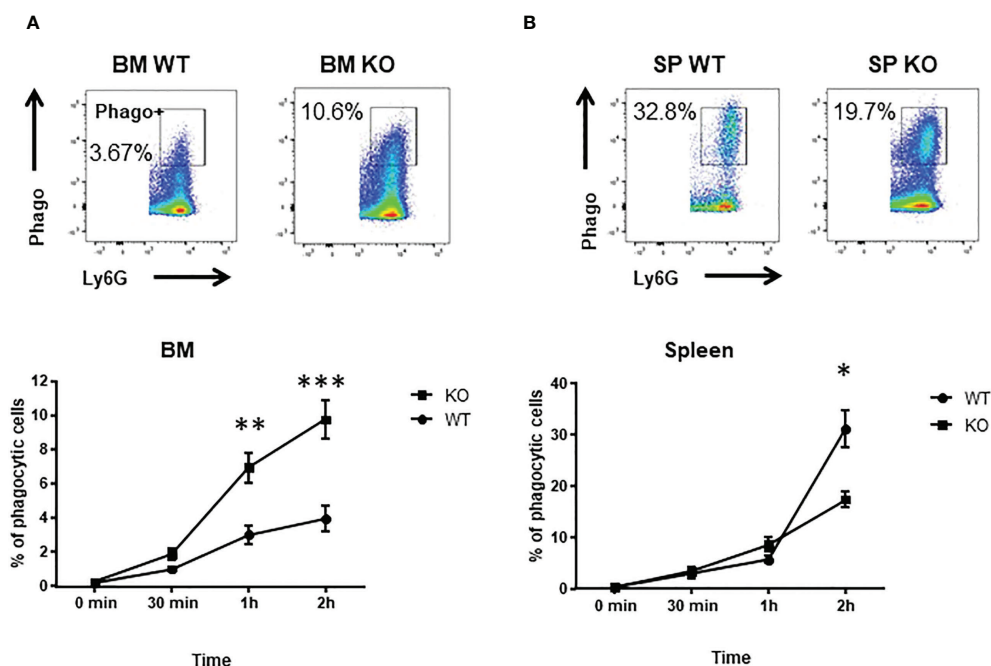 A
B
BM WT
BM KO
SP WT
SP KO
Phago+
3.67%
10.6%
32.8%
19.7%
Phago
Phago
Ly6G
Ly6G
BM
Spleen
% of phagocytic cells
12
10
8
6
4
2
0
** ***
KO
WT
0 min 30 min 1h 2h
Time
% of phagocytic cells
40
30
20
10
0
*
WT
KO
0 min 30 min 1h 2h
Time